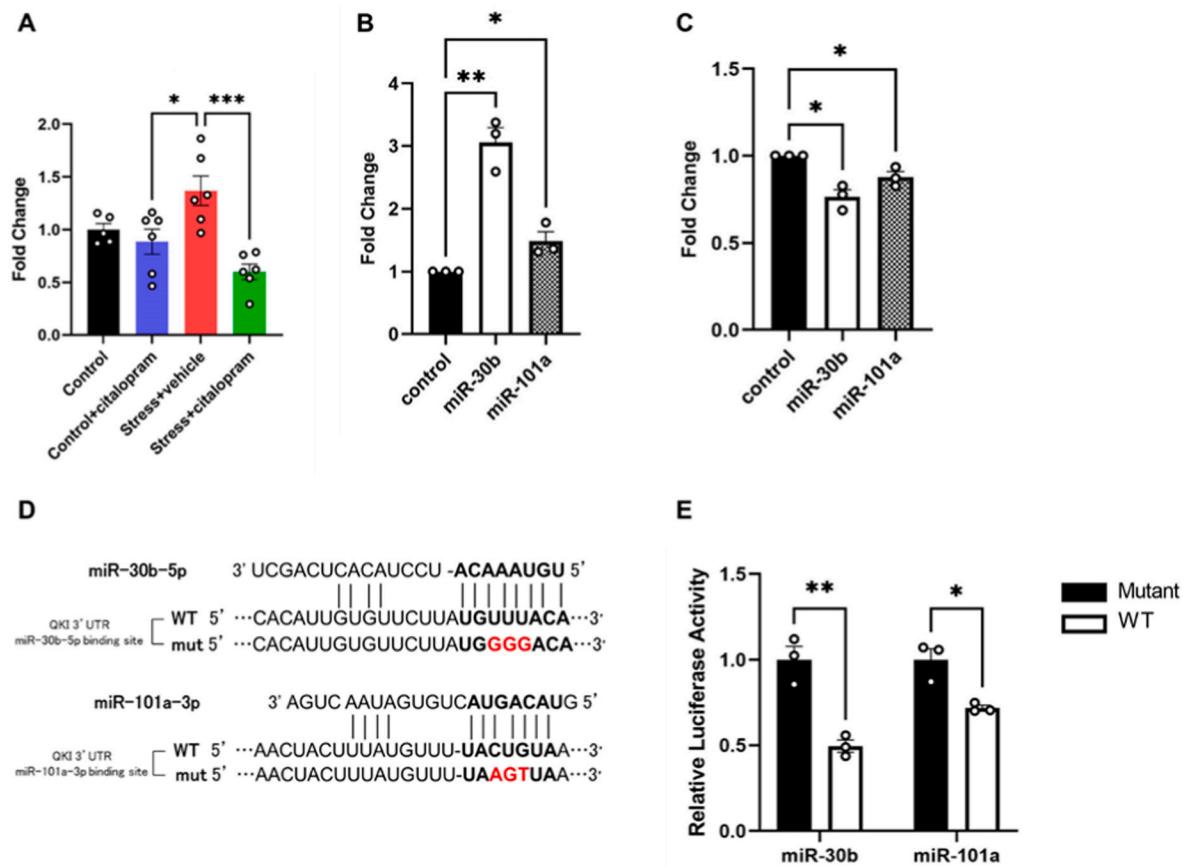 A
Fold Change
2.0
1.5
1.0
0.5
0.0
* ***
Control
Control+citalopram
Stress+vehicle
Stress+citalopram
B
Fold Change
4
3
2
1
0
*
**
control
miR-30b
miR-101a
C
Fold Change
1.5
1.0
0.5
0.0
*
*
control
miR-30b
miR-101a
D
miR-30b-5p 3' UCGACUCACAUCCU -ACAAAUGU 5'
QKI 3' UTR
miR-30b-5p binding site
WT 5' ···CACAUUGUGUUCUUAUGUUUACA···3'
mut 5' ···CACAUUGUGUUCUUAUGGGGACA···3'
miR-101a-3p 3' AGUC AAUAGUGUCAUGACAUG 5'
QKI 3' UTR
miR-101a-3p binding site
WT 5' ···AACUACUUUAUGUUU-UACUGUAA···3'
mut 5' ···AACUACUUUAUGUUU-UAAGTUAA···3'
E
Relative Luciferase Activity
1.5
1.0
0.5
0.0
**
*
miR-30b
miR-101a
Mutant
WT